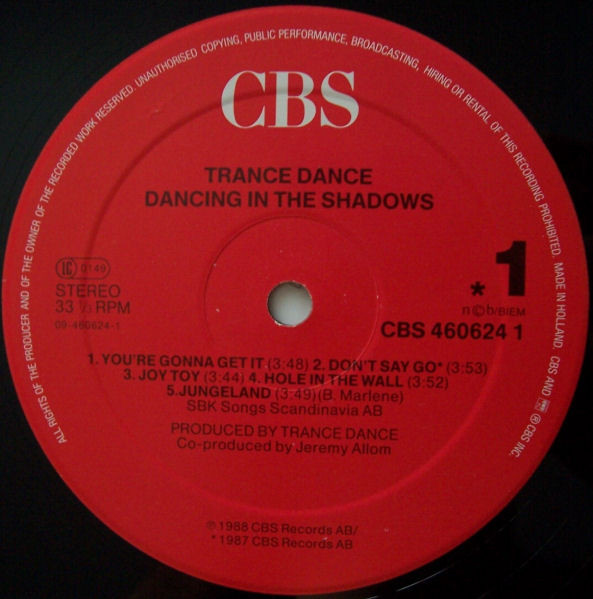 ALL RIGHTS OF THE PRODUCER AND OF THE OWNER OF THE RECORDED WORK RESERVED. UNAUTHORISED COPYING, PUBLIC PERFORMANCE, BROADCASTING, HIRING OR RENTAL OF THIS RECORDING PROHIBITED. MADE IN HOLLAND. CBS AND ® CBS INC.
CBS
TRANCE DANCE
DANCING IN THE SHADOWS
LC 0149
STEREO
33 ⅓ RPM
09-460624-1
* 1
n©b/BIEM
CBS 460624 1
1. YOU'RE GONNA GET IT (3:48) 2. DON'T SAY GO* (3:53)
3. JOY TOY (3:44) 4. HOLE IN THE WALL (3:52)
5. JUNGELAND (3:49) (B. Marlene)
SBK Songs Scandinavia AB
PRODUCED BY TRANCE DANCE
Co-produced by Jeremy Allom
℗ 1988 CBS Records AB/
* 1987 CBS Records AB